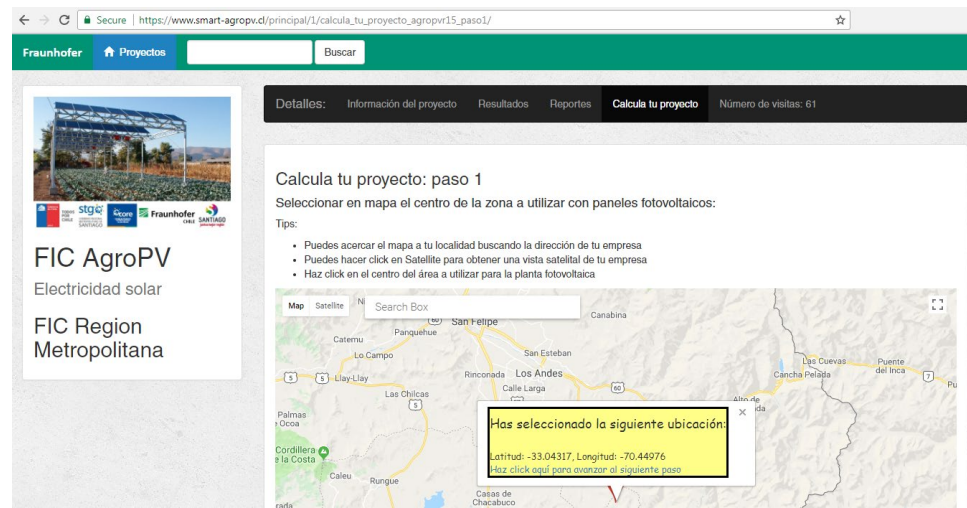 Secure | https://www.smart-agropv.cl/principal/1/calcula_tu_proyecto_agropvr15_paso1/
Fraunhofer Proyectos Buscar
Detalles: Información del proyecto Resultados Reportes Calcula tu proyecto Número de visitas: 61
Fraunhofer
CHILE
SANTIAGO
FIC AgroPV
Electricidad solar
FIC Region
Metropolitana
Calcula tu proyecto: paso 1
Seleccionar en mapa el centro de la zona a utilizar con paneles fotovoltaicos:
Tips:
Puedes acercar el mapa a tu localidad buscando la dirección de tu empresa
Puedes hacer click en Satellite para obtener una vista satelital de tu empresa
Haz click en el centro del área a utilizar para la planta fotovoltaica
Map Satellite Search Box
Canabina
60 San Felipe
Panquehue
Catemu
Lo Campo San Esteban
Las Cuevas Puente
del Inca
Rinconada Los Andes Cancha Pelada
5 5 Llay-Llay 7
Calle Larga 60
Las Chilcas
5
Palmas
Ocoa
Has seleccionado la siguiente ubicación:
Latitud: -33.04317, Longitud: -70.44976
Haz click aquí para avanzar al siguiente paso
Cordillera
e la Costa
Caleu Rungue
Casas de
Chacabuco